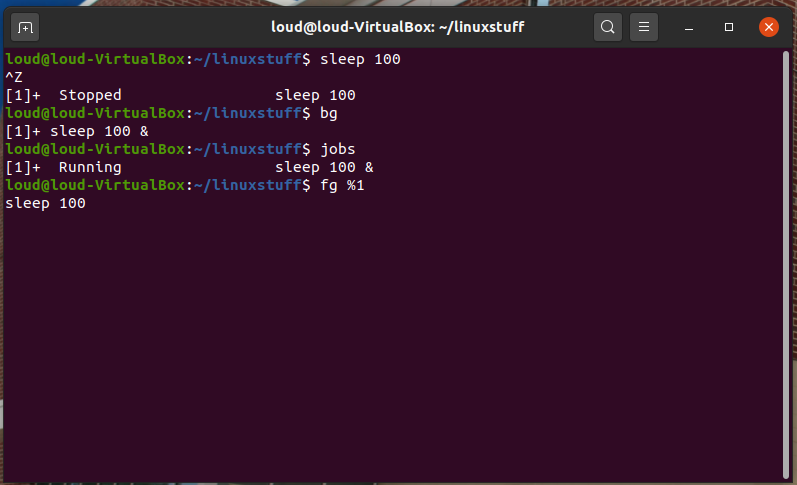 loud@loud-VirtualBox: ~/linuxstuff
loud@loud-VirtualBox:~/linuxstuff$ sleep 100
^Z
[1]+  Stopped                 sleep 100
loud@loud-VirtualBox:~/linuxstuff$ bg
[1]+ sleep 100 &
loud@loud-VirtualBox:~/linuxstuff$ jobs
[1]+  Running                 sleep 100 &
loud@loud-VirtualBox:~/linuxstuff$ fg %1
sleep 100